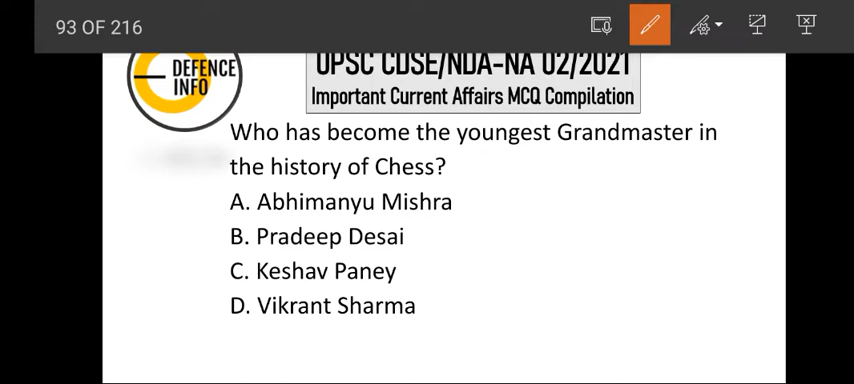 93 OF 216
DEFENCE
INFO
UPSC CDSE/NDA-NA 02/2021
Important Current Affairs MCQ Compilation
Who has become the youngest Grandmaster in
the history of Chess?
A. Abhimanyu Mishra
B. Pradeep Desai
C. Keshav Paney
D. Vikrant Sharma